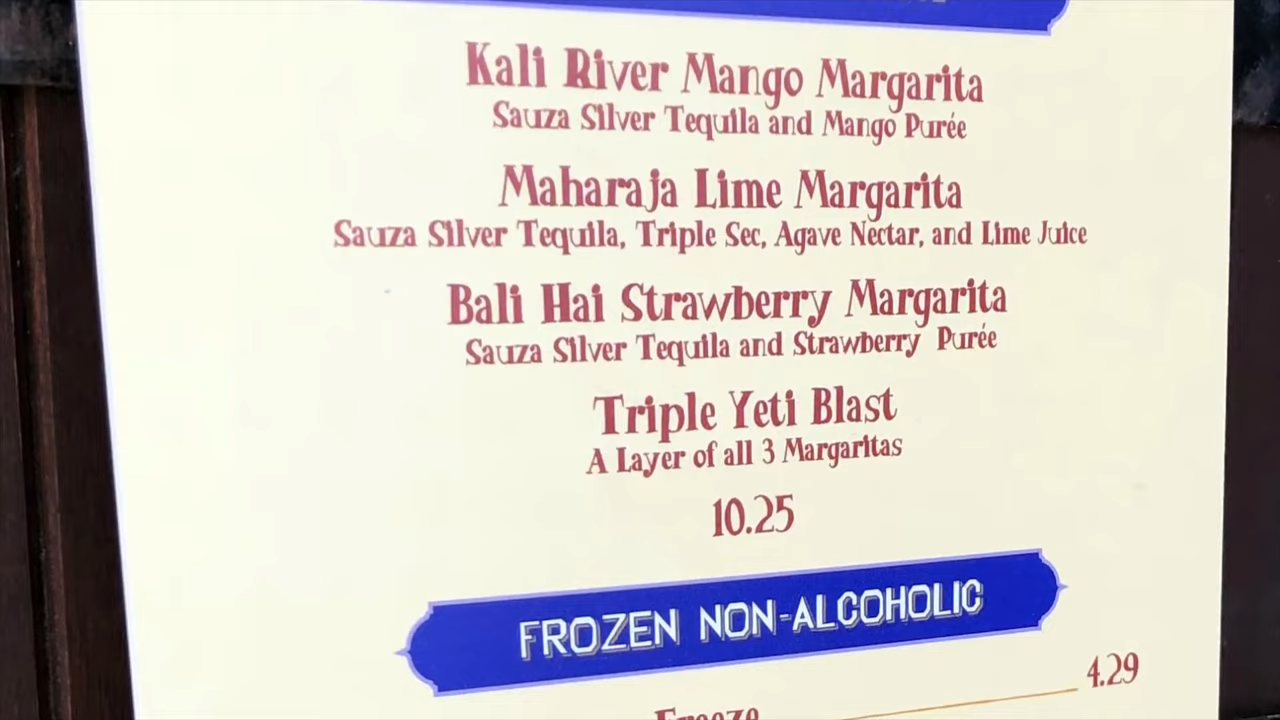 Kali River Mango Margarita
Sauza Silver Tequila and Mango Purée
Maharaja Lime Margarita
Sauza Silver Tequila, Triple Sec, Agave Nectar, and Lime Juice
Bali Hai Strawberry Margarita
Sauza Silver Tequila and Strawberry Purée
Triple Yeti Blast
A Layer of all 3 Margaritas
10.25
FROZEN NON-ALCOHOLIC
4.29